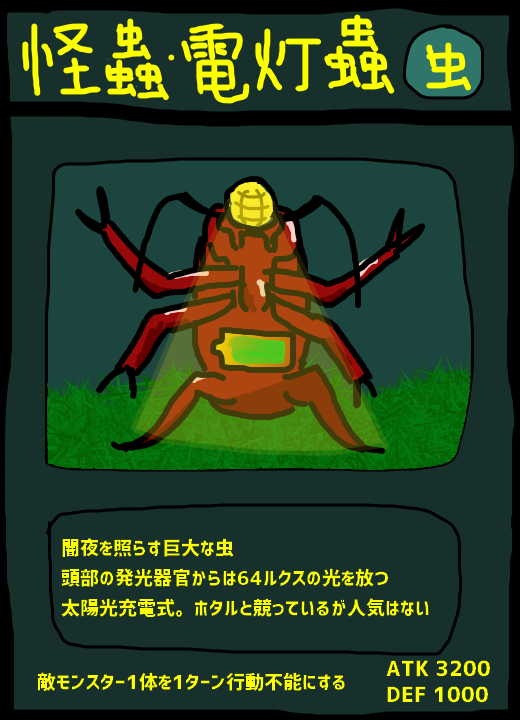 怪蟲·電灯蟲 虫
闇夜を照らす巨大な虫
頭部の発光器官からは64ルクスの光を放つ
太陽光充電式。ホタルと競っているが人気はない
敵モンスター1体を1ターン行動不能にする
ATK 3200
DEF 1000